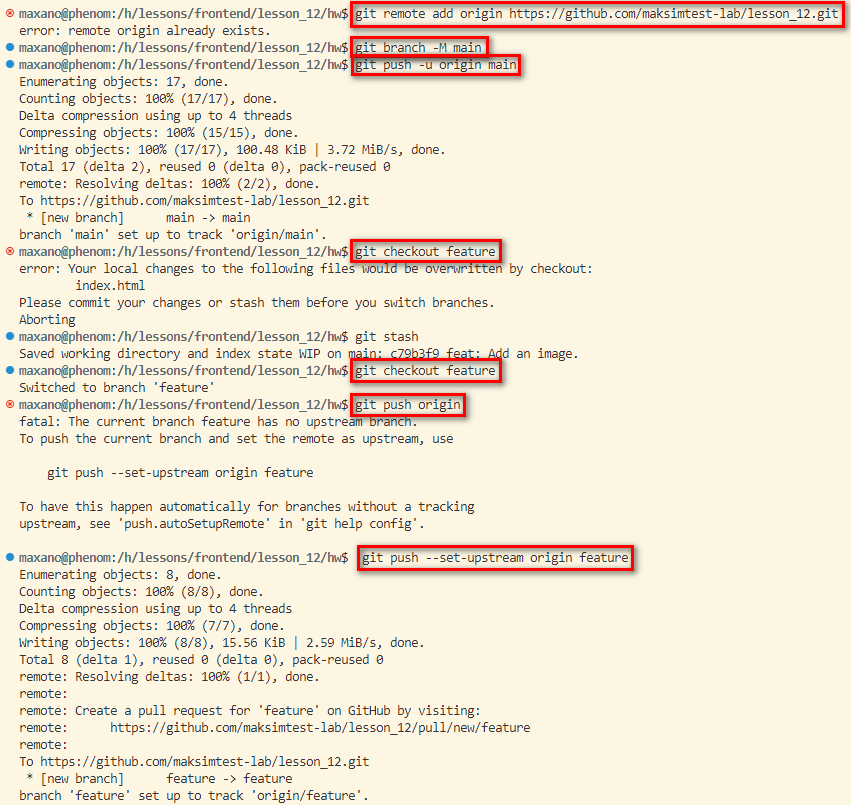 maxano@phenom:/h/lessons/frontend/lesson_12/hw$ git remote add origin https://github.com/maksimtest-lab/lesson_12.git
error: remote origin already exists.
maxano@phenom:/h/lessons/frontend/lesson_12/hw$ git branch -M main
maxano@phenom:/h/lessons/frontend/lesson_12/hw$ git push -u origin main
Enumerating objects: 17, done.
Counting objects: 100% (17/17), done.
Delta compression using up to 4 threads
Compressing objects: 100% (15/15), done.
Writing objects: 100% (17/17), 100.48 KiB | 3.72 MiB/s, done.
Total 17 (delta 2), reused 0 (delta 0), pack-reused 0
remote: Resolving deltas: 100% (2/2), done.
To https://github.com/maksimtest-lab/lesson_12.git
 * [new branch]      main -> main
branch 'main' set up to track 'origin/main'.
maxano@phenom:/h/lessons/frontend/lesson_12/hw$ git checkout feature
error: Your local changes to the following files would be overwritten by checkout:
        index.html
Please commit your changes or stash them before you switch branches.
Aborting
maxano@phenom:/h/lessons/frontend/lesson_12/hw$ git stash
Saved working directory and index state WIP on main: c79b3f9 feat: Add an image.
maxano@phenom:/h/lessons/frontend/lesson_12/hw$ git checkout feature
Switched to branch 'feature'
maxano@phenom:/h/lessons/frontend/lesson_12/hw$ git push origin
fatal: The current branch feature has no upstream branch.
To push the current branch and set the remote as upstream, use
    git push --set-upstream origin feature
To have this happen automatically for branches without a tracking
upstream, see 'push.autoSetupRemote' in 'git help config'.
maxano@phenom:/h/lessons/frontend/lesson_12/hw$  git push --set-upstream origin feature
Enumerating objects: 8, done.
Counting objects: 100% (8/8), done.
Delta compression using up to 4 threads
Compressing objects: 100% (7/7), done.
Writing objects: 100% (8/8), 15.56 KiB | 2.59 MiB/s, done.
Total 8 (delta 1), reused 0 (delta 0), pack-reused 0
remote: Resolving deltas: 100% (1/1), done.
remote:
remote: Create a pull request for 'feature' on GitHub by visiting:
remote:      https://github.com/maksimtest-lab/lesson_12/pull/new/feature
remote:
To https://github.com/maksimtest-lab/lesson_12.git
 * [new branch]      feature -> feature
branch 'feature' set up to track 'origin/feature'.